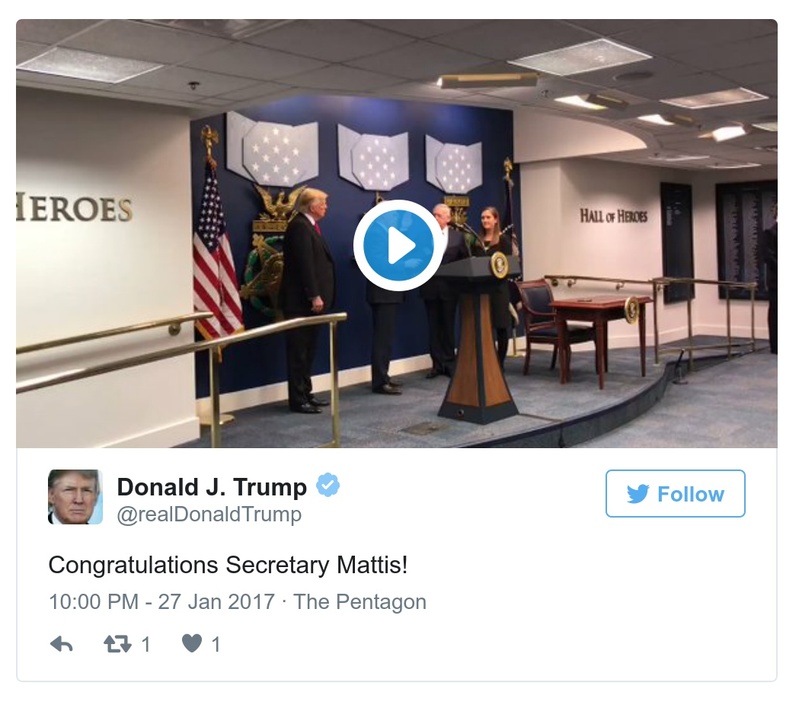 HEROES
HALL OF HEROES
Donald J. Trump
@realDonaldTrump
Follow
Congratulations Secretary Mattis!
10:00 PM - 27 Jan 2017 · The Pentagon
1 1